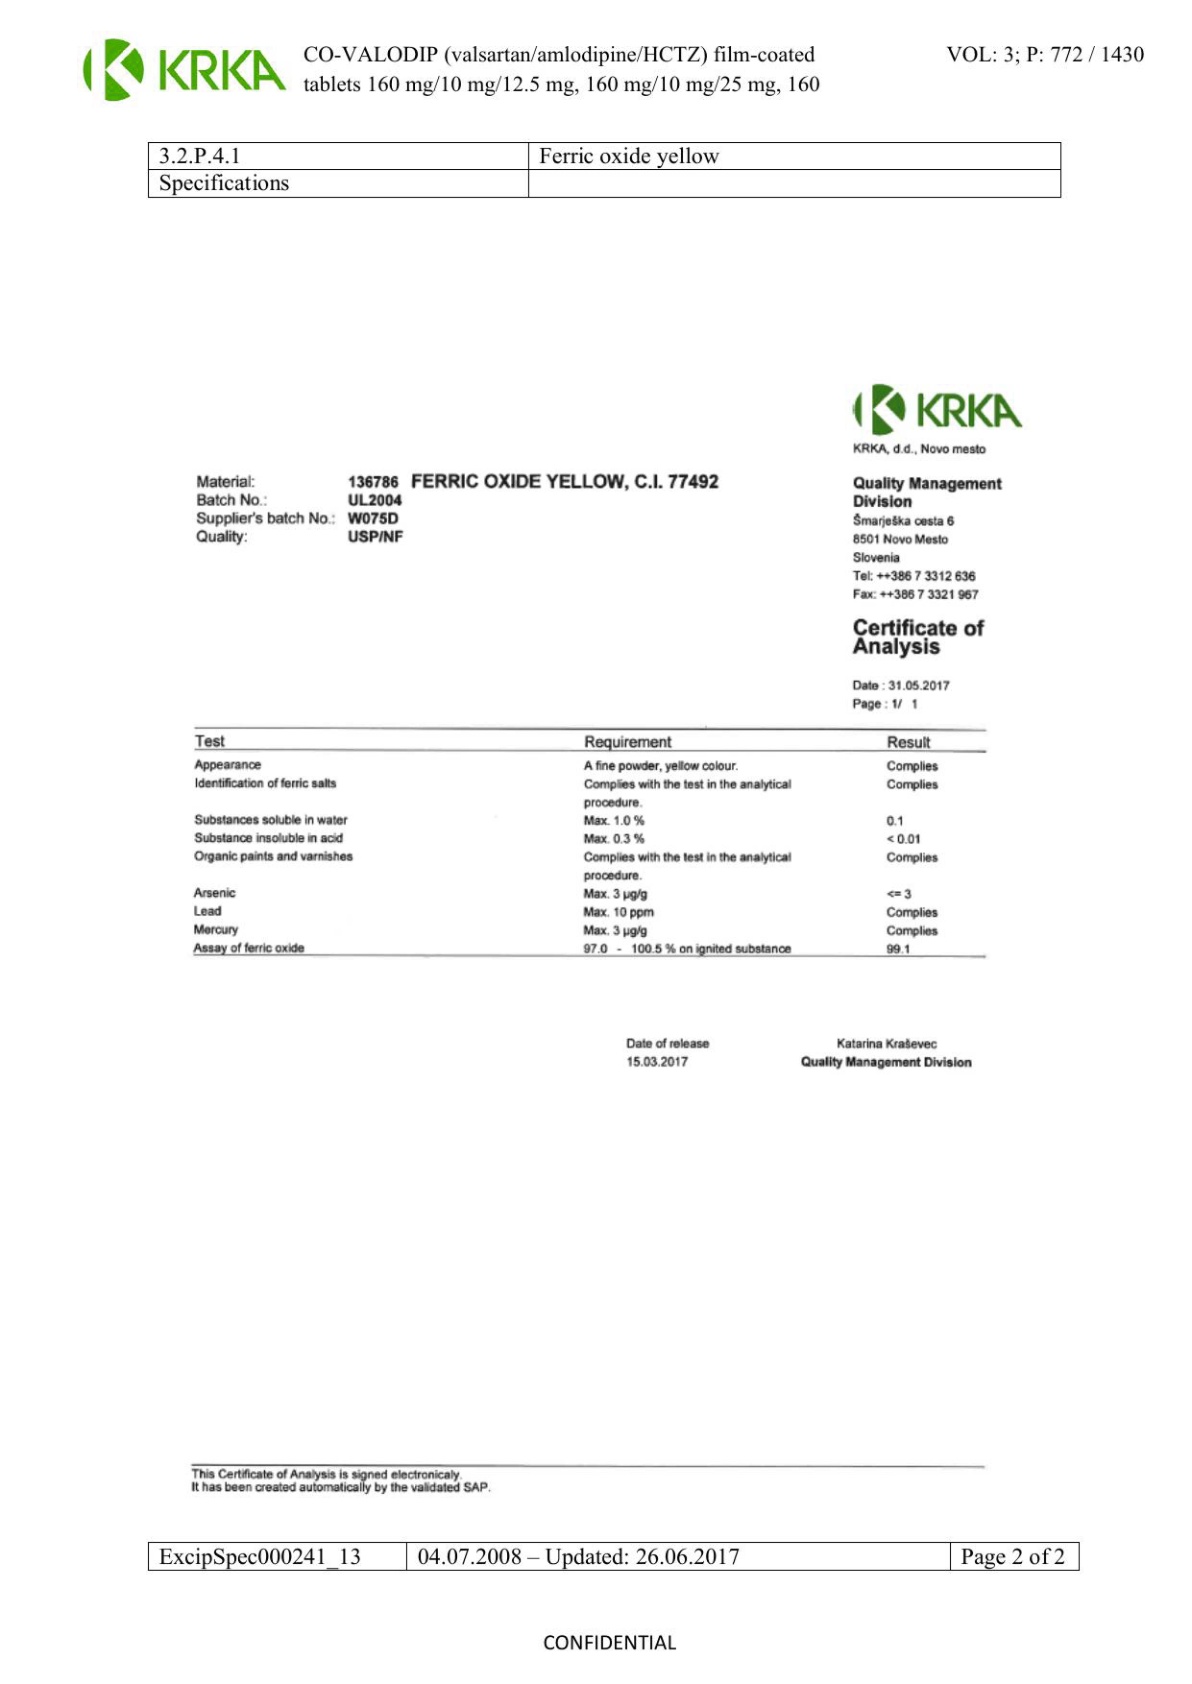 KRKA
CO-VALODIP (valsartan/amlodipine/HCTZ) film-coated
tablets 160 mg/10 mg/12.5 mg, 160 mg/10 mg/25 mg, 160
VOL: 3; P: 772 / 1430
3.2.P.4.1 Ferric oxide yellow
Specifications
KRKA
KRKA, d.d., Novo mesto
Material: 136786 FERRIC OXIDE YELLOW, C.I. 77492
Batch No.: UL2004
Supplier's batch No.: W075D
Quality: USP/NF
Quality Management
Division
Šmarješka cesta 6
8501 Novo Mesto
Slovenia
Tel: ++386 7 3312 636
Fax: ++386 7 3321 967
Certificate of
Analysis
Date : 31.05.2017
Page : 1/ 1
Test Requirement Result
Appearance A fine powder, yellow colour. Complies
Identification of ferric salts Complies with the test in the analytical Complies
procedure.
Substances soluble in water Max. 1.0 % 0.1
Substance insoluble in acid Max. 0.3 % < 0.01
Organic paints and varnishes Complies with the test in the analytical Complies
procedure.
Arsenic Max. 3 µg/g <= 3
Lead Max. 10 ppm Complies
Mercury Max. 3 µg/g Complies
Assay of ferric oxide 97.0 - 100.5 % on ignited substance 99.1
Date of release Katarina Kraševec
15.03.2017 Quality Management Division
This Certificate of Analysis is signed electronicaly.
It has been created automatically by the validated SAP.
ExcipSpec000241_13 04.07.2008 – Updated: 26.06.2017 Page 2 of 2
CONFIDENTIAL